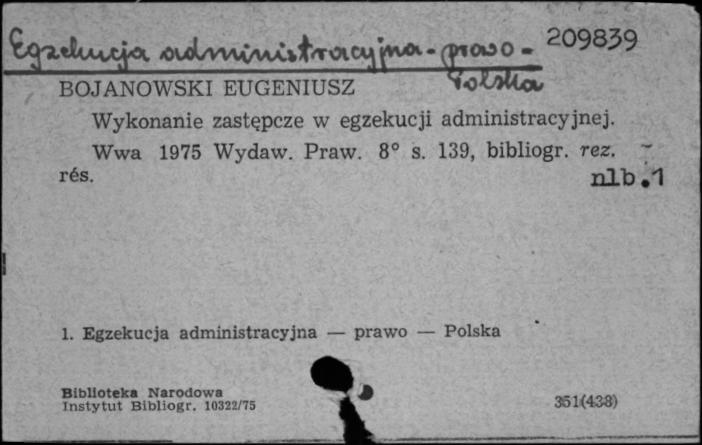 Egzekucja administracyjna - prawo - 209839
Polska
BOJANOWSKI EUGENIUSZ
Wykonanie zastępcze w egzekucji administracyjnej.
Wwa 1975 Wydaw. Praw. 8° s. 139, bibliogr. rez.
rés. nlb.1
1. Egzekucja administracyjna — prawo — Polska
Biblioteka Narodowa
Instytut Bibliogr. 10322/75 351(438)